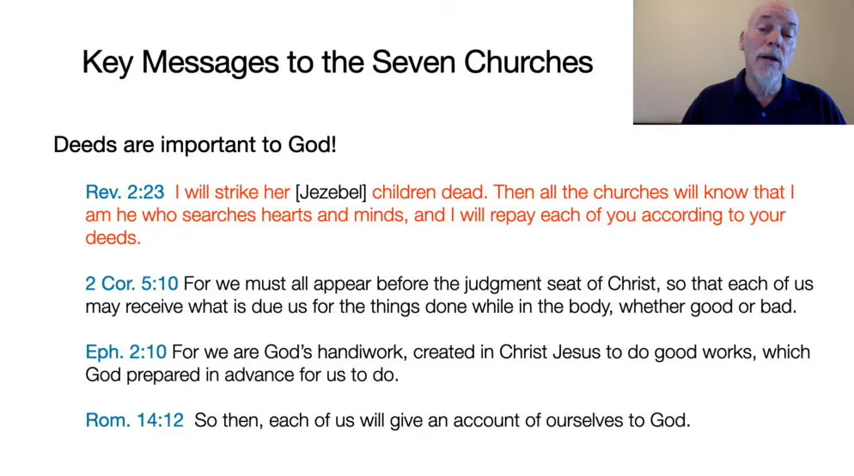 Key Messages to the Seven Churches
Deeds are important to God!
Rev. 2:23 I will strike her [Jezebel] children dead. Then all the churches will know that I
am he who searches hearts and minds, and I will repay each of you according to your
deeds.
2 Cor. 5:10 For we must all appear before the judgment seat of Christ, so that each of us
may receive what is due us for the things done while in the body, whether good or bad.
Eph. 2:10 For we are God's handiwork, created in Christ Jesus to do good works, which
God prepared in advance for us to do.
Rom. 14:12 So then, each of us will give an account of ourselves to God.